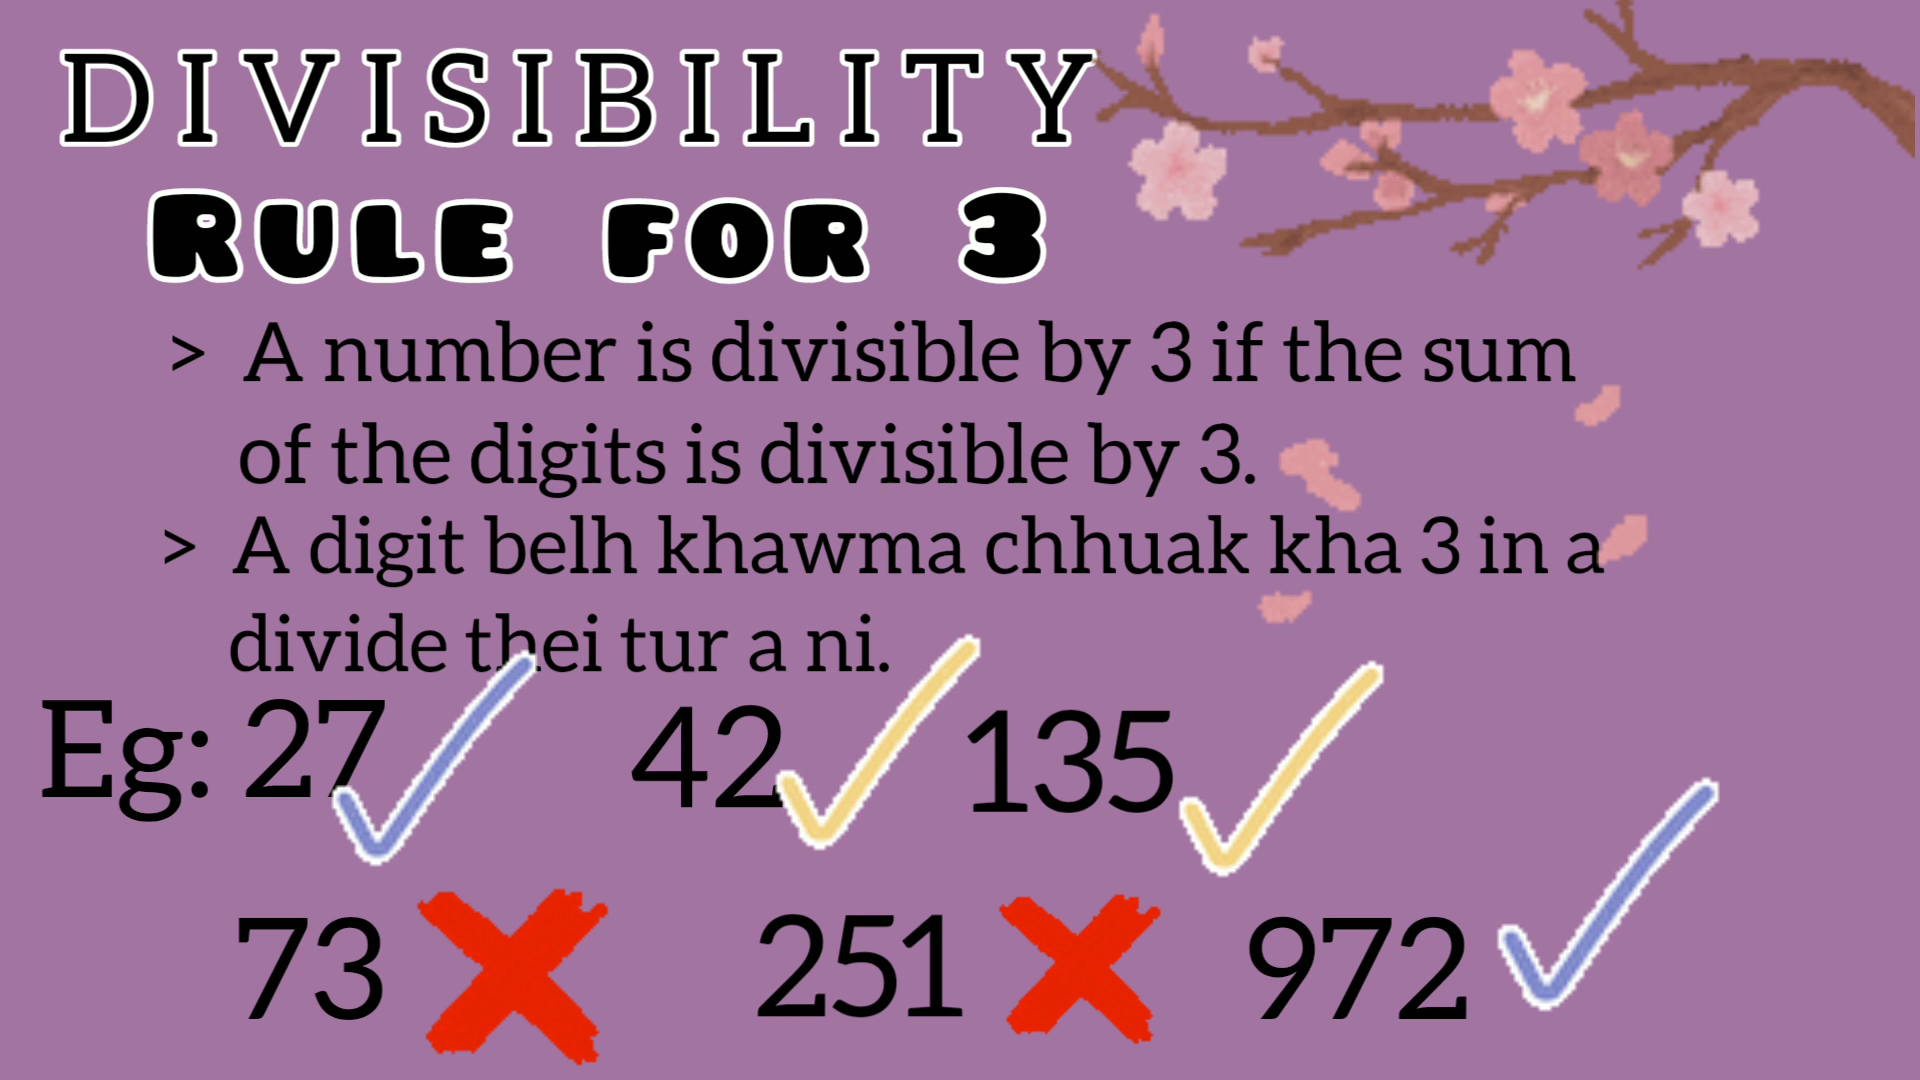 DIVISIBILITY
RULE FOR 3
> A number is divisible by 3 if the sum
of the digits is divisible by 3.
> A digit belh khawma chhuak kha 3 in a
divide thei tur a ni.
Eg: 27 42 135
73 251 972